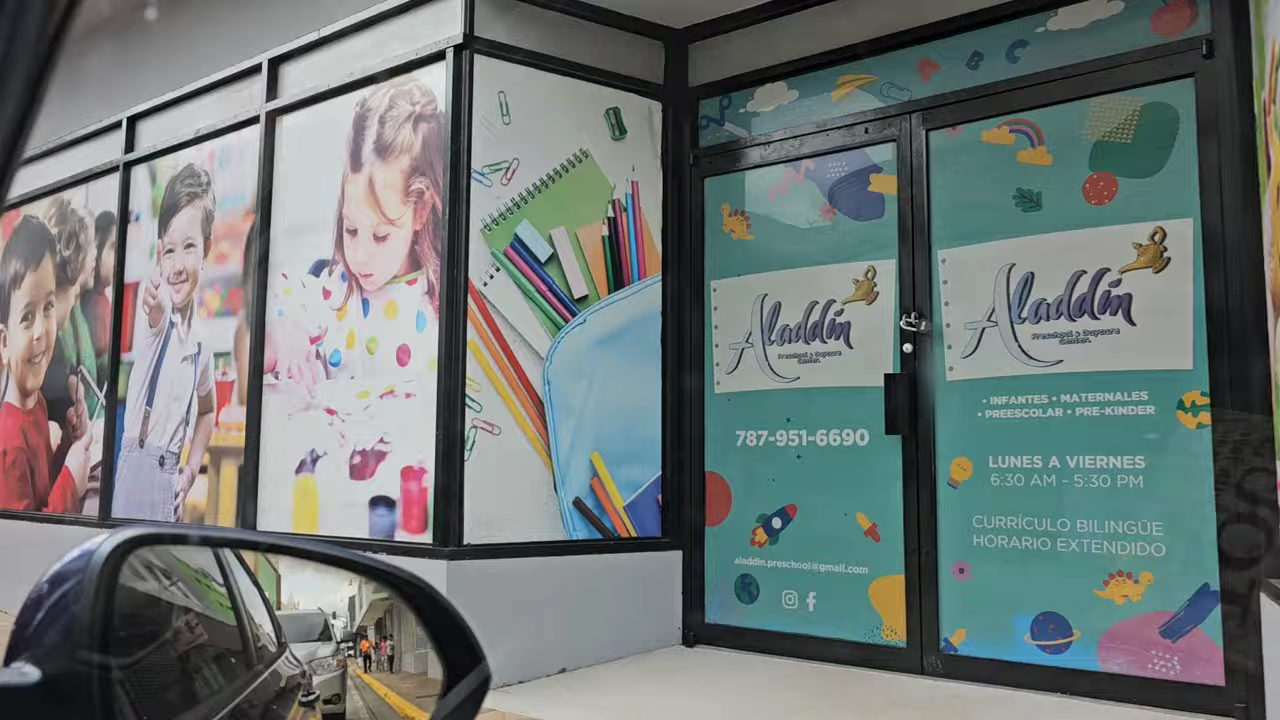 B C
Aladdin
Preschool & Daycare
Center.
787-951-6690
aladdin.preschool@gmail.com
Aladdin
Preschool & Daycare
Center.
• INFANTES • MATERNALES
• PREESCOLAR • PRE-KINDER
LUNES A VIERNES
6:30 AM - 5:30 PM
CURRÍCULO BILINGÜE
HORARIO EXTENDIDO